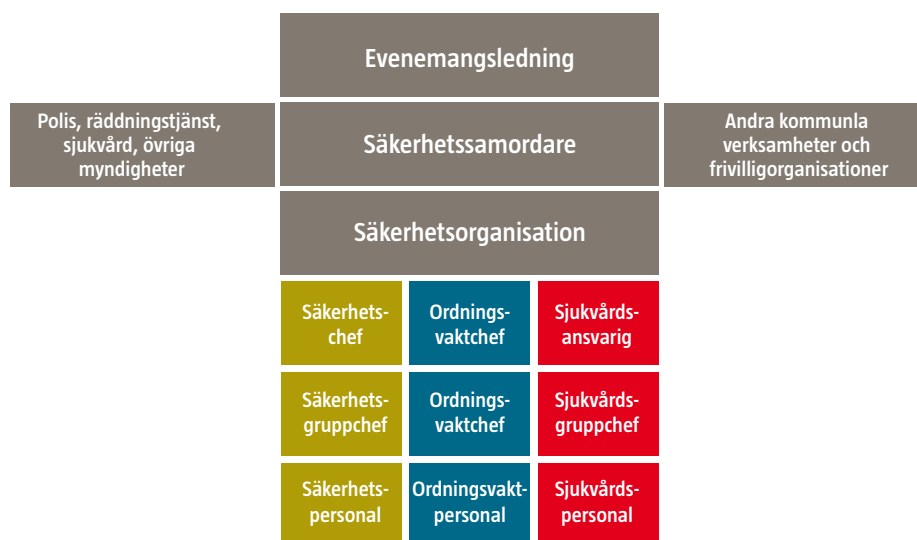 Evenemangsledning
Polis, räddningstjänst,
sjukvård, övriga
myndigheter
Säkerhetssamordare
Andra kommunla
verksamheter och
frivilligorganisationer
Säkerhetsorganisation
Säkerhets-
chef
Ordnings-
vaktchef
Sjukvårds-
ansvarig
Säkerhets-
gruppchef
Ordnings-
vaktchef
Sjukvårds-
gruppchef
Säkerhets-
personal
Ordningsvakt-
personal
Sjukvårds-
personal